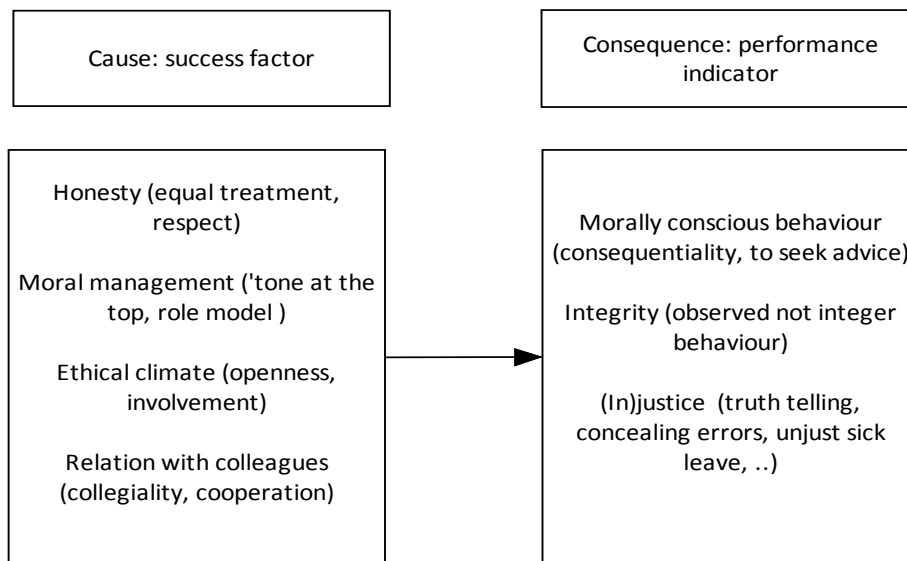 Cause: success factor
Consequence: performance
indicator
Honesty (equal treatment,
respect)
Moral management ('tone at the
top, role model )
Ethical climate (openness,
involvement)
Relation with colleagues
(collegiality, cooperation)
Morally conscious behaviour
(consequentiality, to seek advice)
Integrity (observed not integer
behaviour)
(In)justice  (truth telling,
concealing errors, unjust sick
leave, ..)